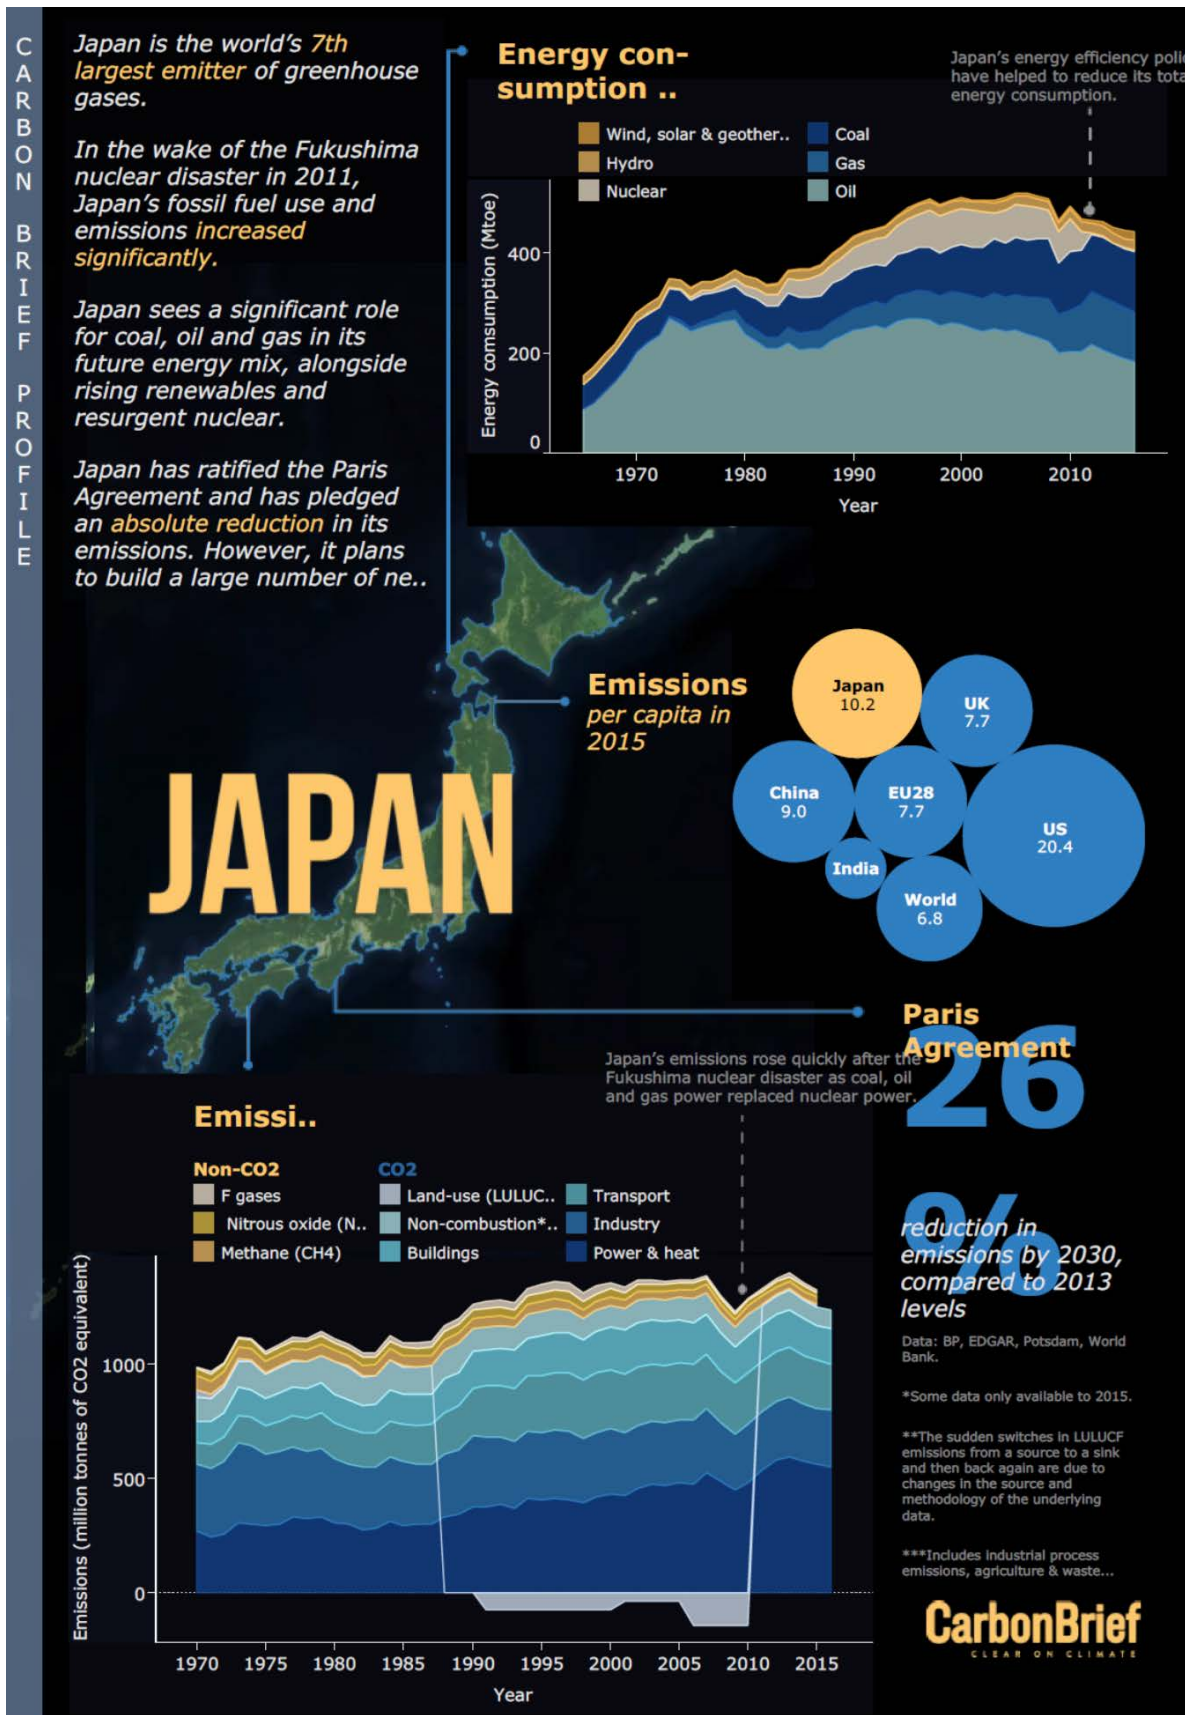 CARBON BRIEF PROFILE
Japan is the world's 7th
largest emitter of greenhouse
gases.
In the wake of the Fukushima
nuclear disaster in 2011,
Japan's fossil fuel use and
emissions increased
significantly.
Japan sees a significant role
for coal, oil and gas in its
future energy mix, alongside
rising renewables and
resurgent nuclear.
Japan has ratified the Paris
Agreement and has pledged
an absolute reduction in its
emissions. However, it plans
to build a large number of ne..
Energy con-
sumption ..
Japan's energy efficiency polic
have helped to reduce its tota
energy consumption.
Wind, solar & geother..
Hydro
Nuclear
Coal
Gas
Oil
Energy comsumption (Mtoe)
400
200
0
1970 1980 1990 2000 2010
Year
Emissions
per capita in
2015
Japan
10.2
UK
7.7
China
9.0
EU28
7.7
US
20.4
India
World
6.8
JAPAN
Paris
Agreement
26
%
reduction in
emissions by 2030,
compared to 2013
levels
Japan's emissions rose quickly after the
Fukushima nuclear disaster as coal, oil
and gas power replaced nuclear power.
Emissi..
Non-CO2
F gases
Nitrous oxide (N..
Methane (CH4)
CO2
Land-use (LULUC..
Non-combustion*..
Buildings
Transport
Industry
Power & heat
Emissions (million tonnes of CO2 equivalent)
1000
500
0
1970 1975 1980 1985 1990 1995 2000 2005 2010 2015
Year
Data: BP, EDGAR, Potsdam, World
Bank.
*Some data only available to 2015.
**The sudden switches in LULUCF
emissions from a source to a sink
and then back again are due to
changes in the source and
methodology of the underlying
data.
***Includes industrial process
emissions, agriculture & waste...
CarbonBrief
CLEAR ON CLIMATE